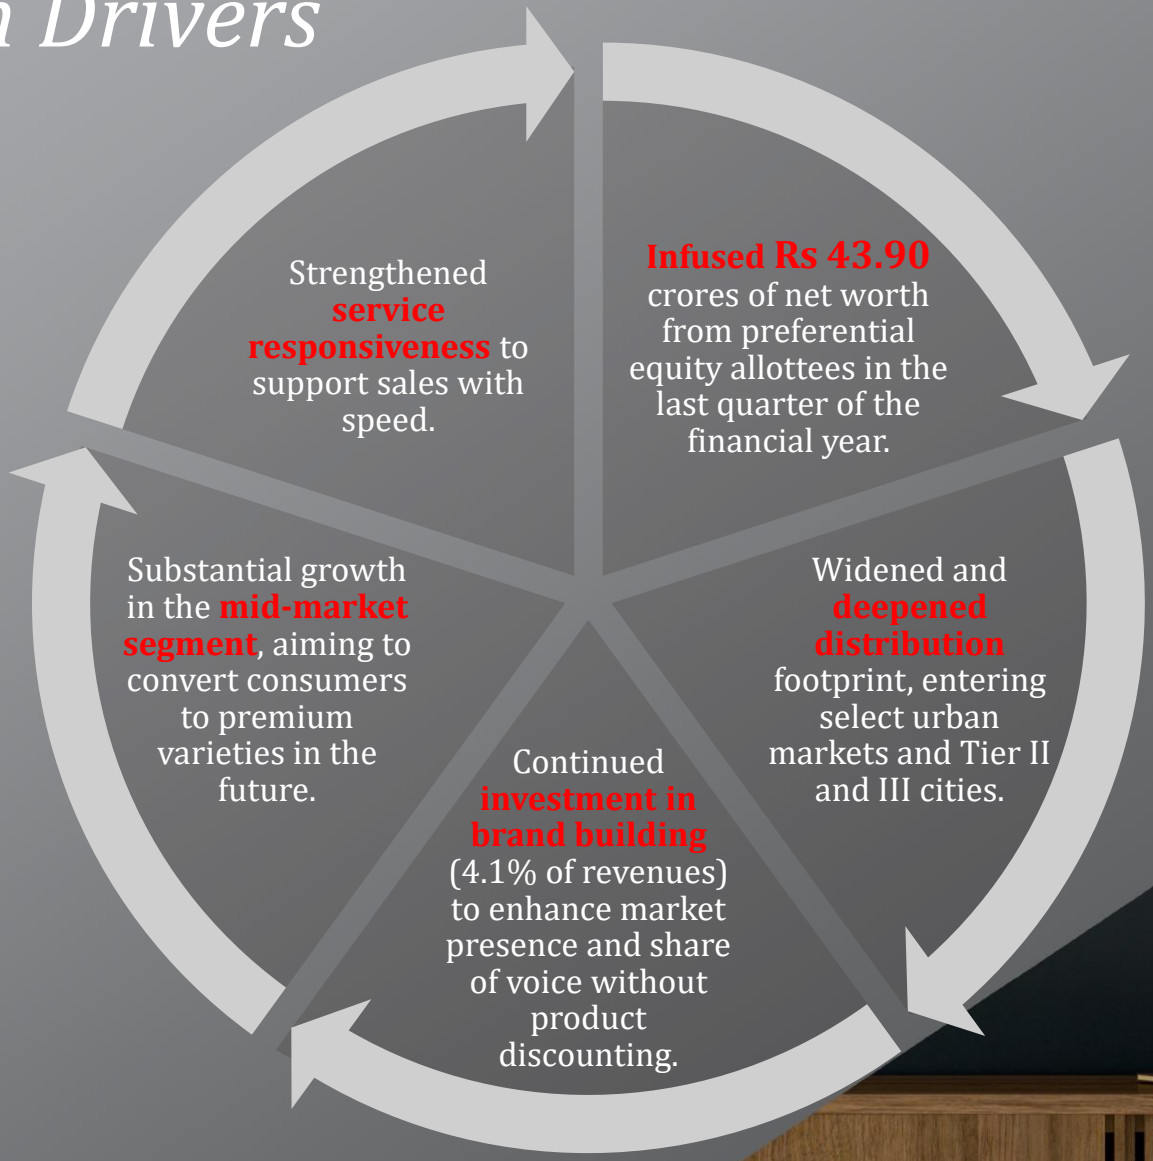 Drivers
Infused Rs 43.90
crores of net worth
from preferential
equity allottees in the
last quarter of the
financial year.
Widened and
deepened
distribution
footprint, entering
select urban
markets and Tier II
and III cities.
Continued
investment in
brand building
(4.1% of revenues)
to enhance market
presence and share
of voice without
product
discounting.
Substantial growth
in the mid-market
segment, aiming to
convert consumers
to premium
varieties in the
future.
Strengthened
service
responsiveness to
support sales with
speed.